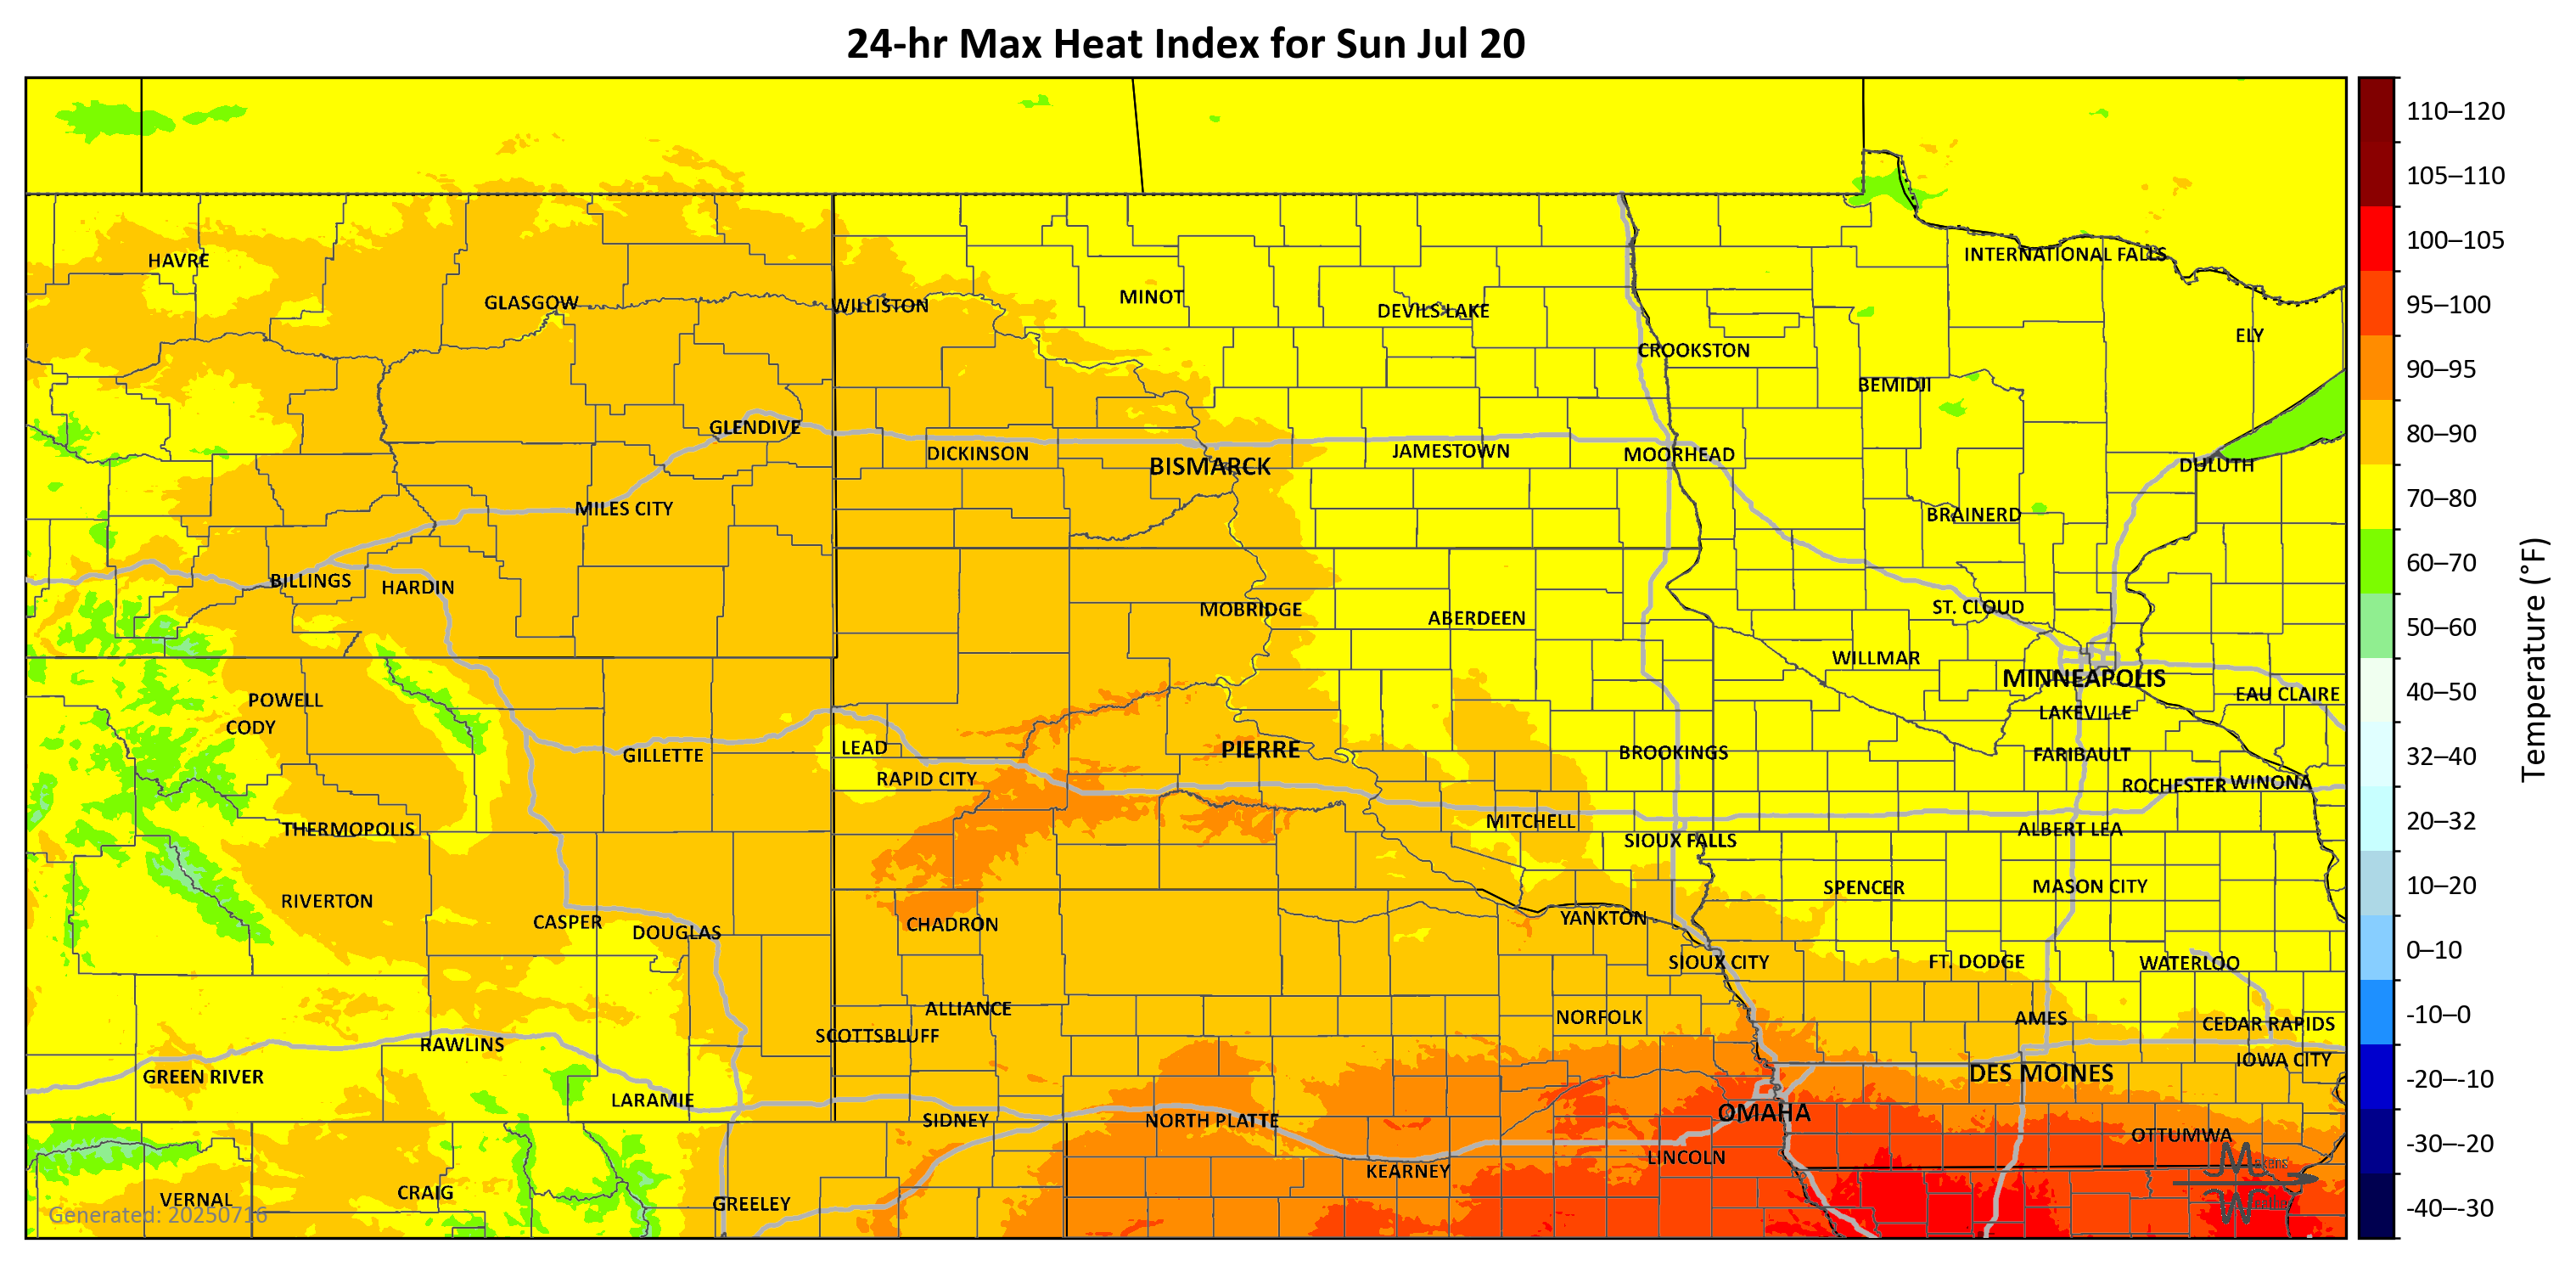 24-hr Max Heat Index for Sun Jul 20
110–120
105–110
100–105
95–100
90–95
80–90
70–80
60–70
50–60
40–50
32–40
20–32
10–20
0–10
-10–0
-20–-10
-30–-20
-40–-30
Temperature (°F)
INTERNATIONAL FALLS
HAVRE
MINOT
GLASGOW
WILLISTON
DEVILS LAKE
ELY
CROOKSTON
BEMIDJI
GLENDIVE
DICKINSON
JAMESTOWN
MOORHEAD
BISMARCK
DULUTH
MILES CITY
BRAINERD
BILLINGS
HARDIN
MOBRIDGE
ST. CLOUD
ABERDEEN
WILLMAR
MINNEAPOLIS
EAU CLAIRE
POWELL
LAKEVILLE
CODY
LEAD
PIERRE
BROOKINGS
GILLETTE
FARIBAULT
RAPID CITY
ROCHESTER
WINONA
MITCHELL
THERMOPOLIS
ALBERT LEA
SIOUX FALLS
SPENCER
MASON CITY
RIVERTON
YANKTON
CASPER
CHADRON
DOUGLAS
SIOUX CITY
FT. DODGE
WATERLOO
ALLIANCE
NORFOLK
AMES
CEDAR RAPIDS
SCOTTSBLUFF
RAWLINS
IOWA CITY
GREEN RIVER
DES MOINES
LARAMIE
OMAHA
SIDNEY
NORTH PLATTE
OTTUMWA
LINCOLN
KEARNEY
VERNAL
CRAIG
GREELEY
Generated: 20250716